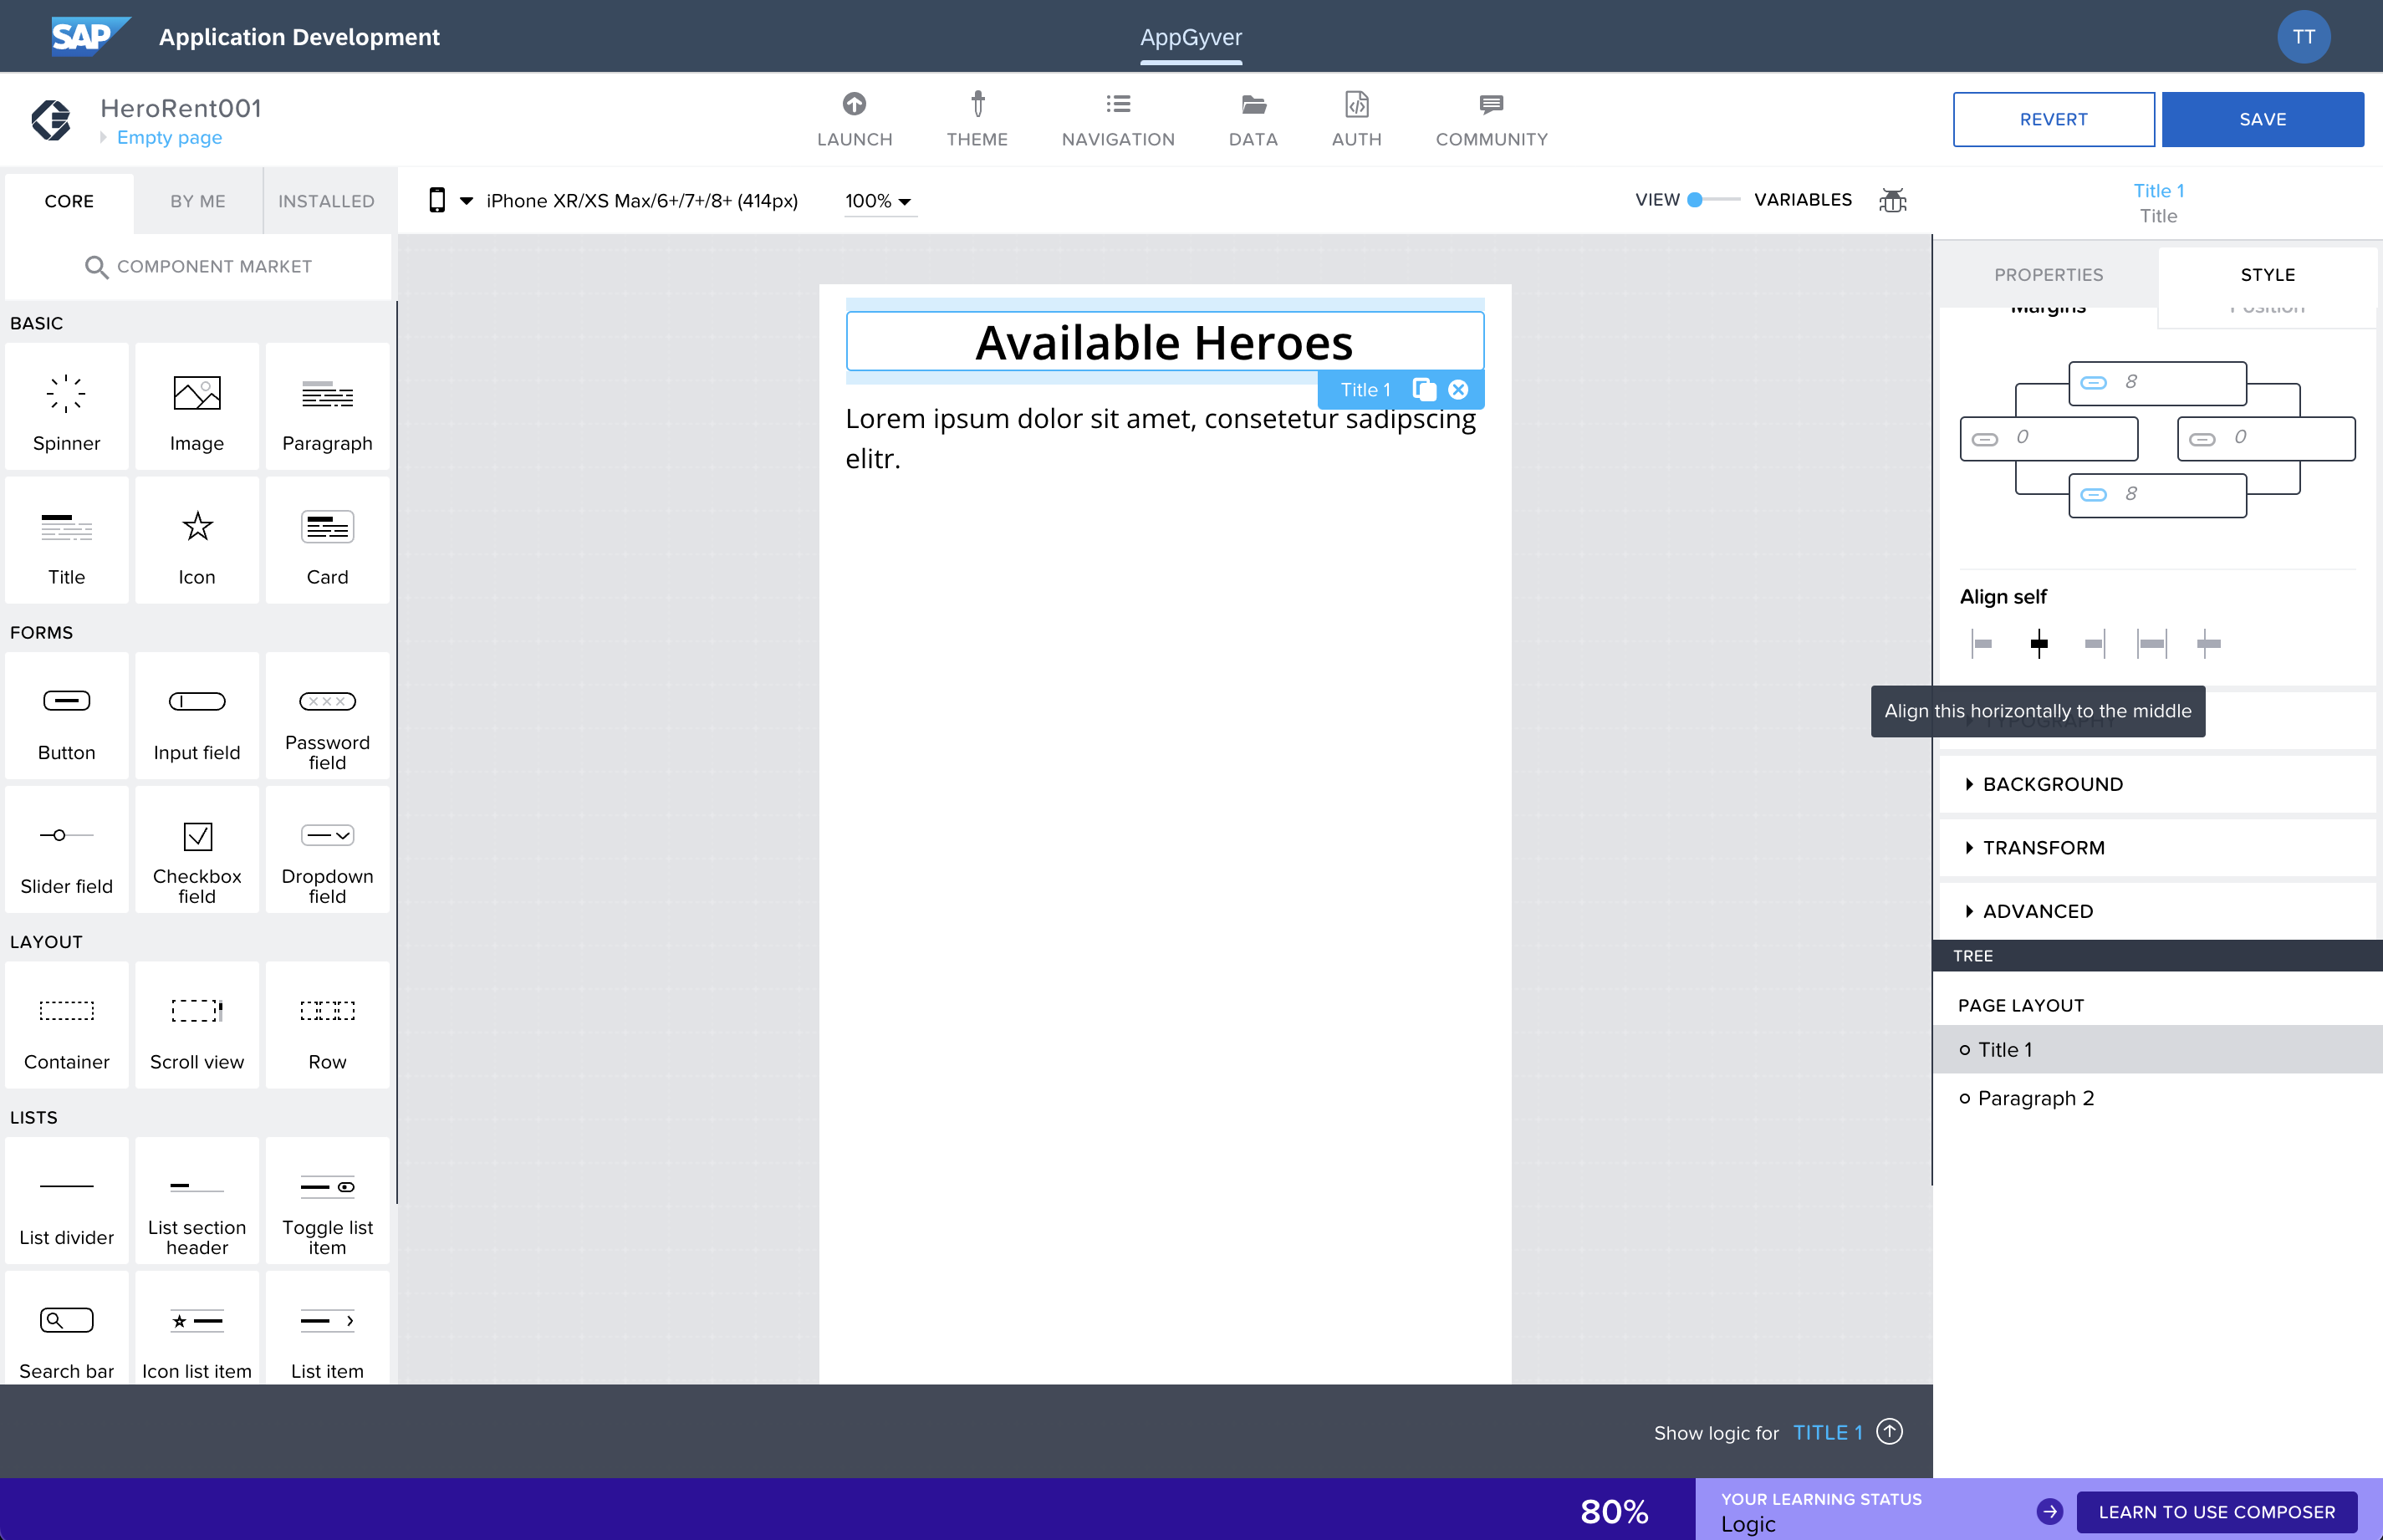 SAP Application Development
AppGyver
TT
HeroRent001
Empty page
LAUNCH
THEME
NAVIGATION
DATA
AUTH
COMMUNITY
REVERT
SAVE
CORE
BY ME
INSTALLED
iPhone XR/XS Max/6+/7+/8+ (414px)
100%
VIEW
VARIABLES
Title 1
Title
COMPONENT MARKET
PROPERTIES
STYLE
Margins
Position
BASIC
Spinner
Image
Paragraph
Title
Icon
Card
FORMS
Button
Input field
Password
field
Slider field
Checkbox
field
Dropdown
field
LAYOUT
Container
Scroll view
Row
LISTS
List divider
List section
header
Toggle list
item
Search bar
Icon list item
List item
Available Heroes
Title 1
Lorem ipsum dolor sit amet, consetetur sadipscing
elitr.
8
0
0
8
Align self
Align this horizontally to the middle
TYPOGRAPHY
BACKGROUND
TRANSFORM
ADVANCED
TREE
PAGE LAYOUT
Title 1
Paragraph 2
Show logic for TITLE 1
80%
YOUR LEARNING STATUS
Logic
LEARN TO USE COMPOSER